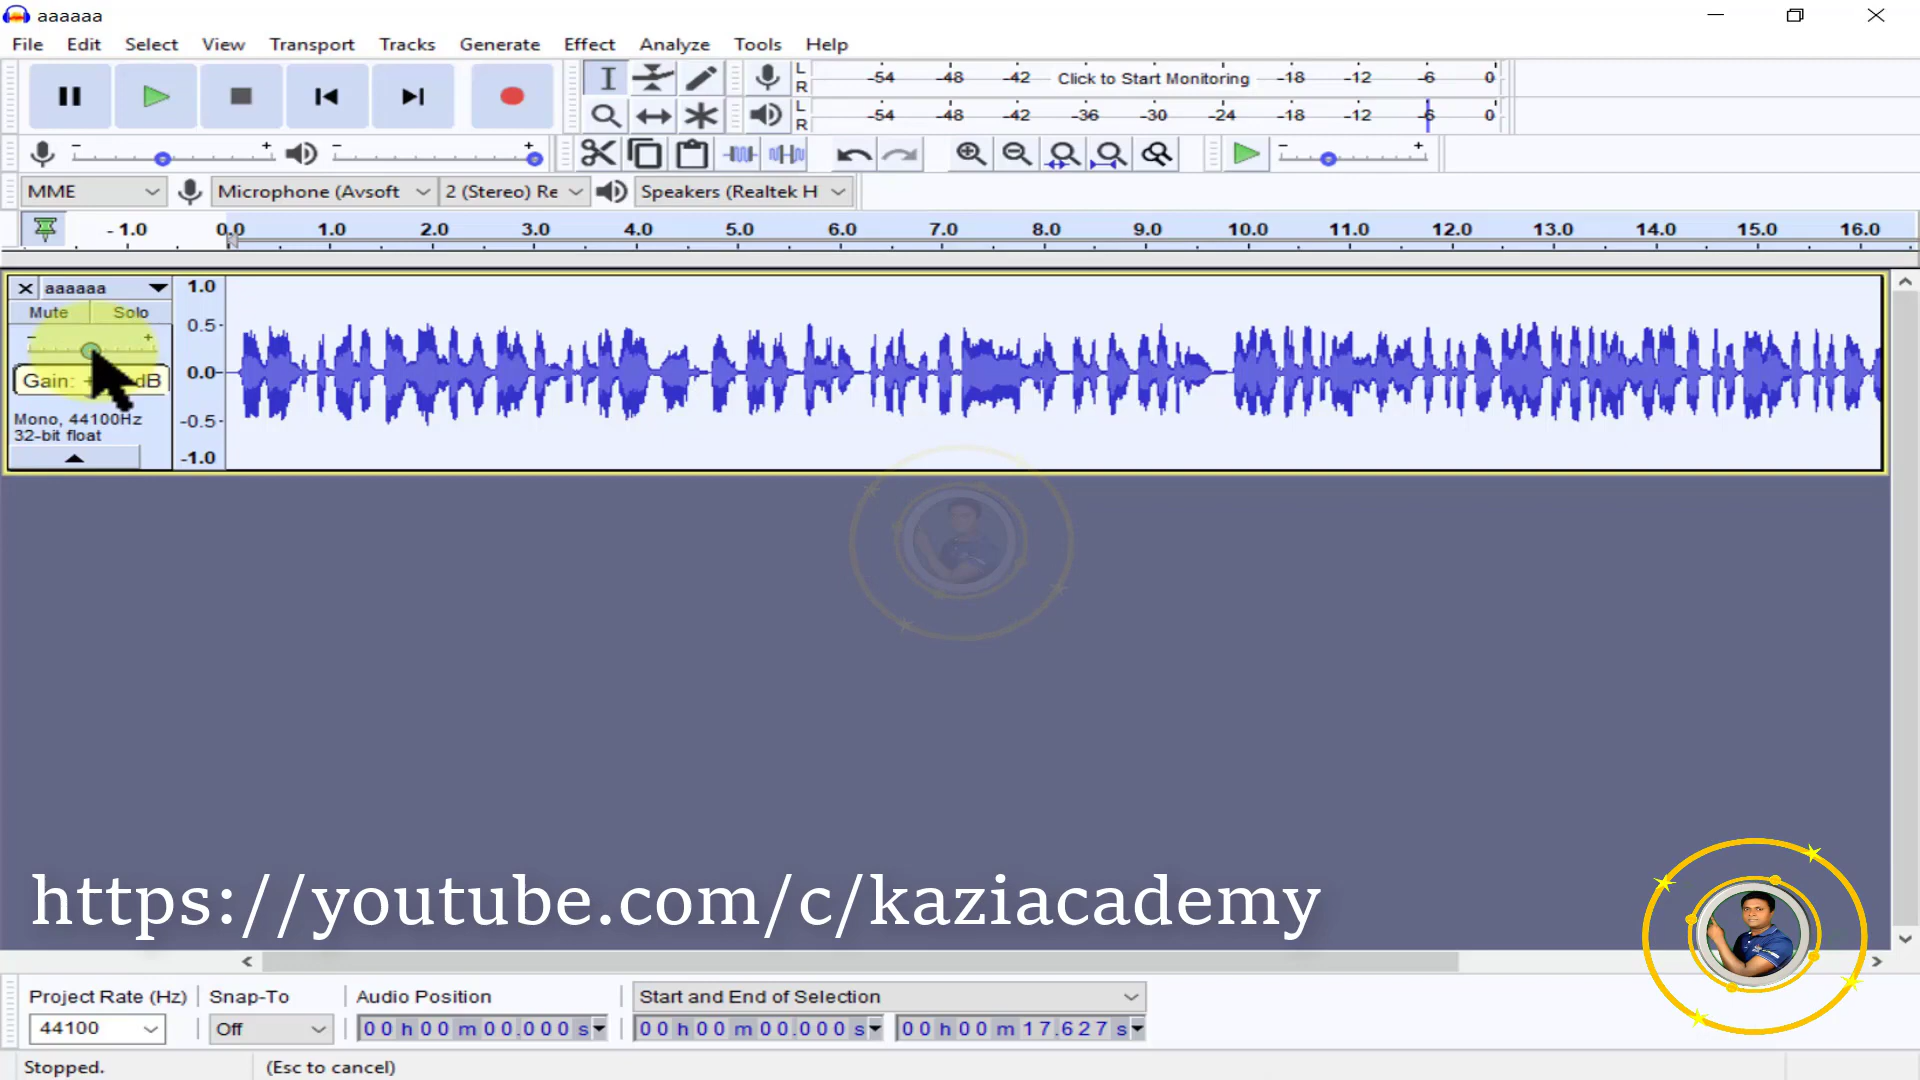 aaaaaa
File Edit Select View Transport Tracks Generate Effect Analyze Tools Help
L R -54 -48 -42 Click to Start Monitoring -18 -12 -6 0
L R -54 -48 -42 -36 -30 -24 -18 -12 -6 0
- + - + - +
MME Microphone (Avsoft 2 (Stereo) Re Speakers (Realtek H
-1.0 0.0 1.0 2.0 3.0 4.0 5.0 6.0 7.0 8.0 9.0 10.0 11.0 12.0 13.0 14.0 15.0 16.0
aaaaaa 1.0
Mute Solo
0.5
- +
0.0
Gain: dB
Mono, 44100Hz
-0.5
32-bit float
-1.0
https://youtube.com/c/kaziacademy
Project Rate (Hz) Snap-To Audio Position Start and End of Selection
44100 Off 00 h 00 m 00.000 s 00 h 00 m 00.000 s 00 h 00 m 17.627 s
Stopped. (Esc to cancel)